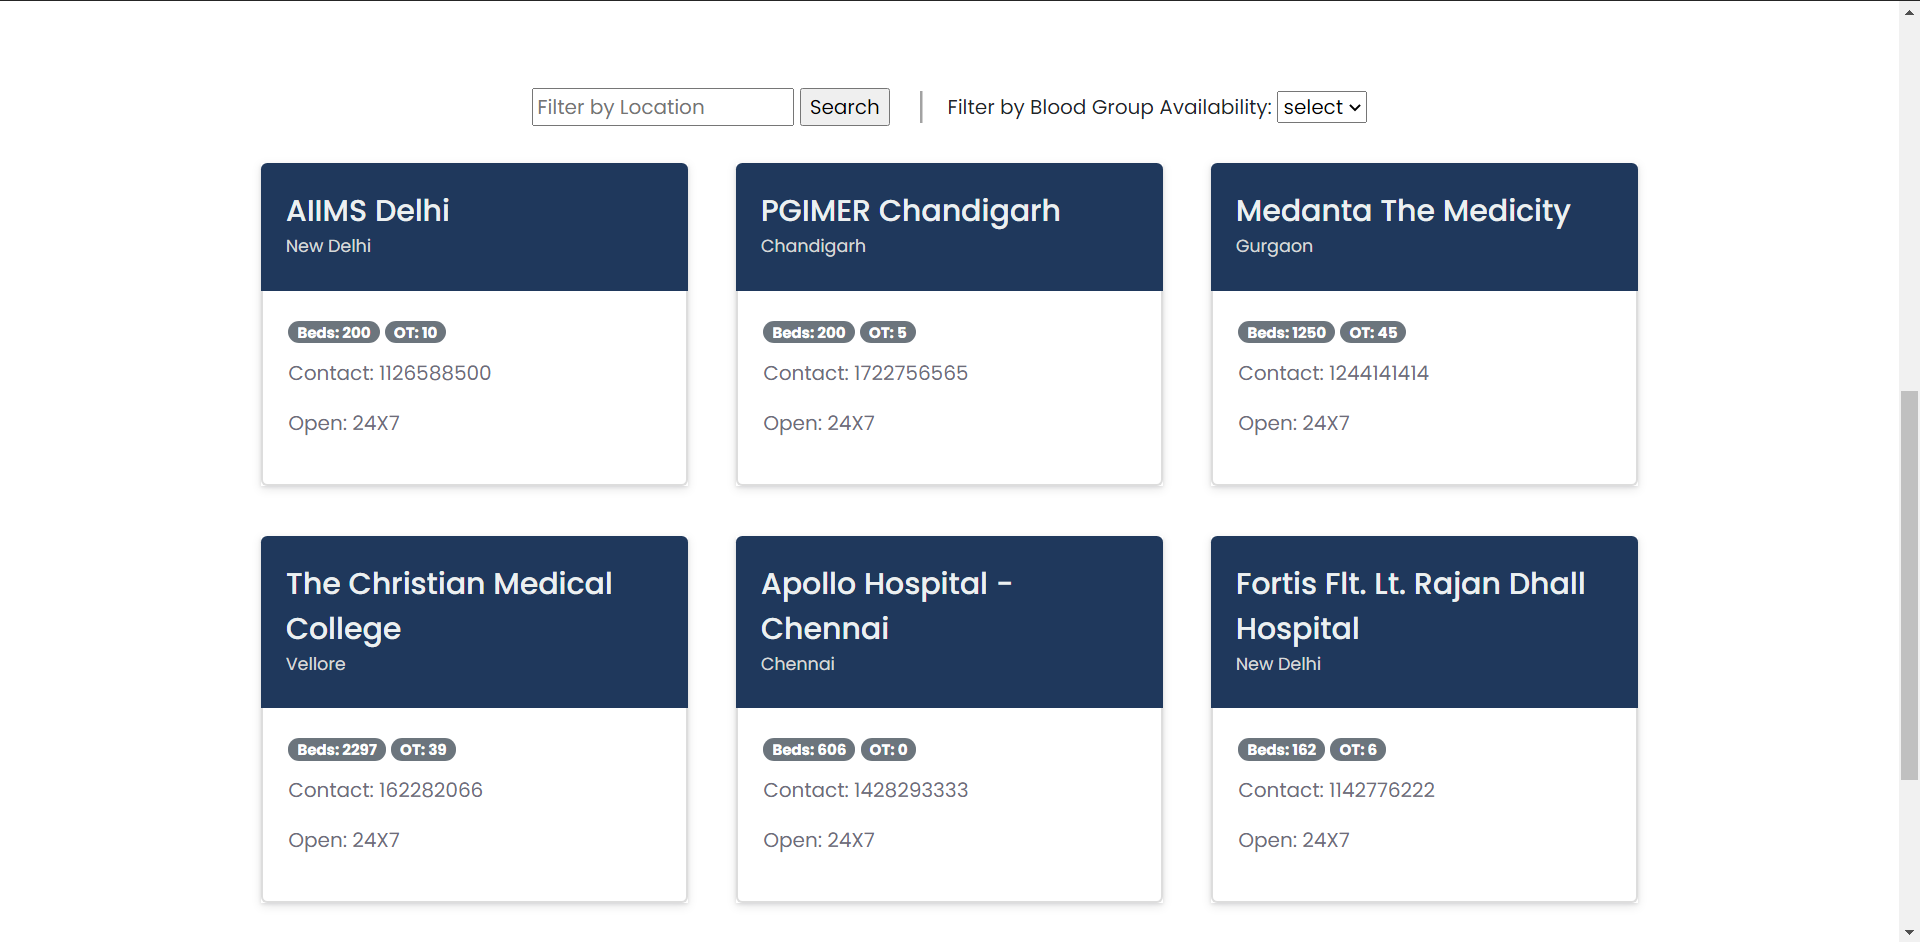 Filter by Location Search Filter by Blood Group Availability: select
AIIMS Delhi
New Delhi
Beds: 200 OT: 10
Contact: 1126588500
Open: 24X7
PGIMER Chandigarh
Chandigarh
Beds: 200 OT: 5
Contact: 1722756565
Open: 24X7
Medanta The Medicity
Gurgaon
Beds: 1250 OT: 45
Contact: 1244141414
Open: 24X7
The Christian Medical
College
Vellore
Beds: 2297 OT: 39
Contact: 162282066
Open: 24X7
Apollo Hospital -
Chennai
Chennai
Beds: 606 OT: 0
Contact: 1428293333
Open: 24X7
Fortis Flt. Lt. Rajan Dhall
Hospital
New Delhi
Beds: 162 OT: 6
Contact: 1142776222
Open: 24X7